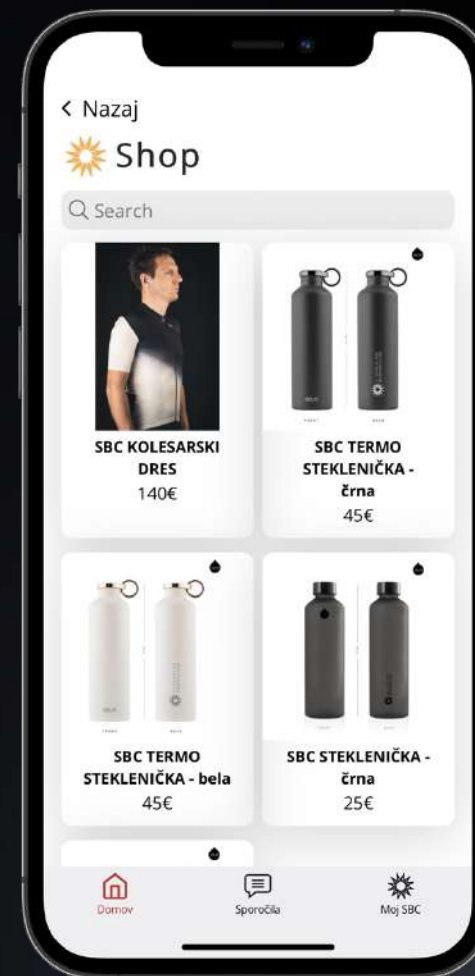 < Nazaj
Shop
Search
SBC KOLESARSKI
DRES
140€
SBC TERMO
STEKLENIČKA -
črna
45€
SBC TERMO
STEKLENIČKA - bela
45€
SBC STEKLENIČKA -
črna
25€
Domov
Sporočila
Moj SBC